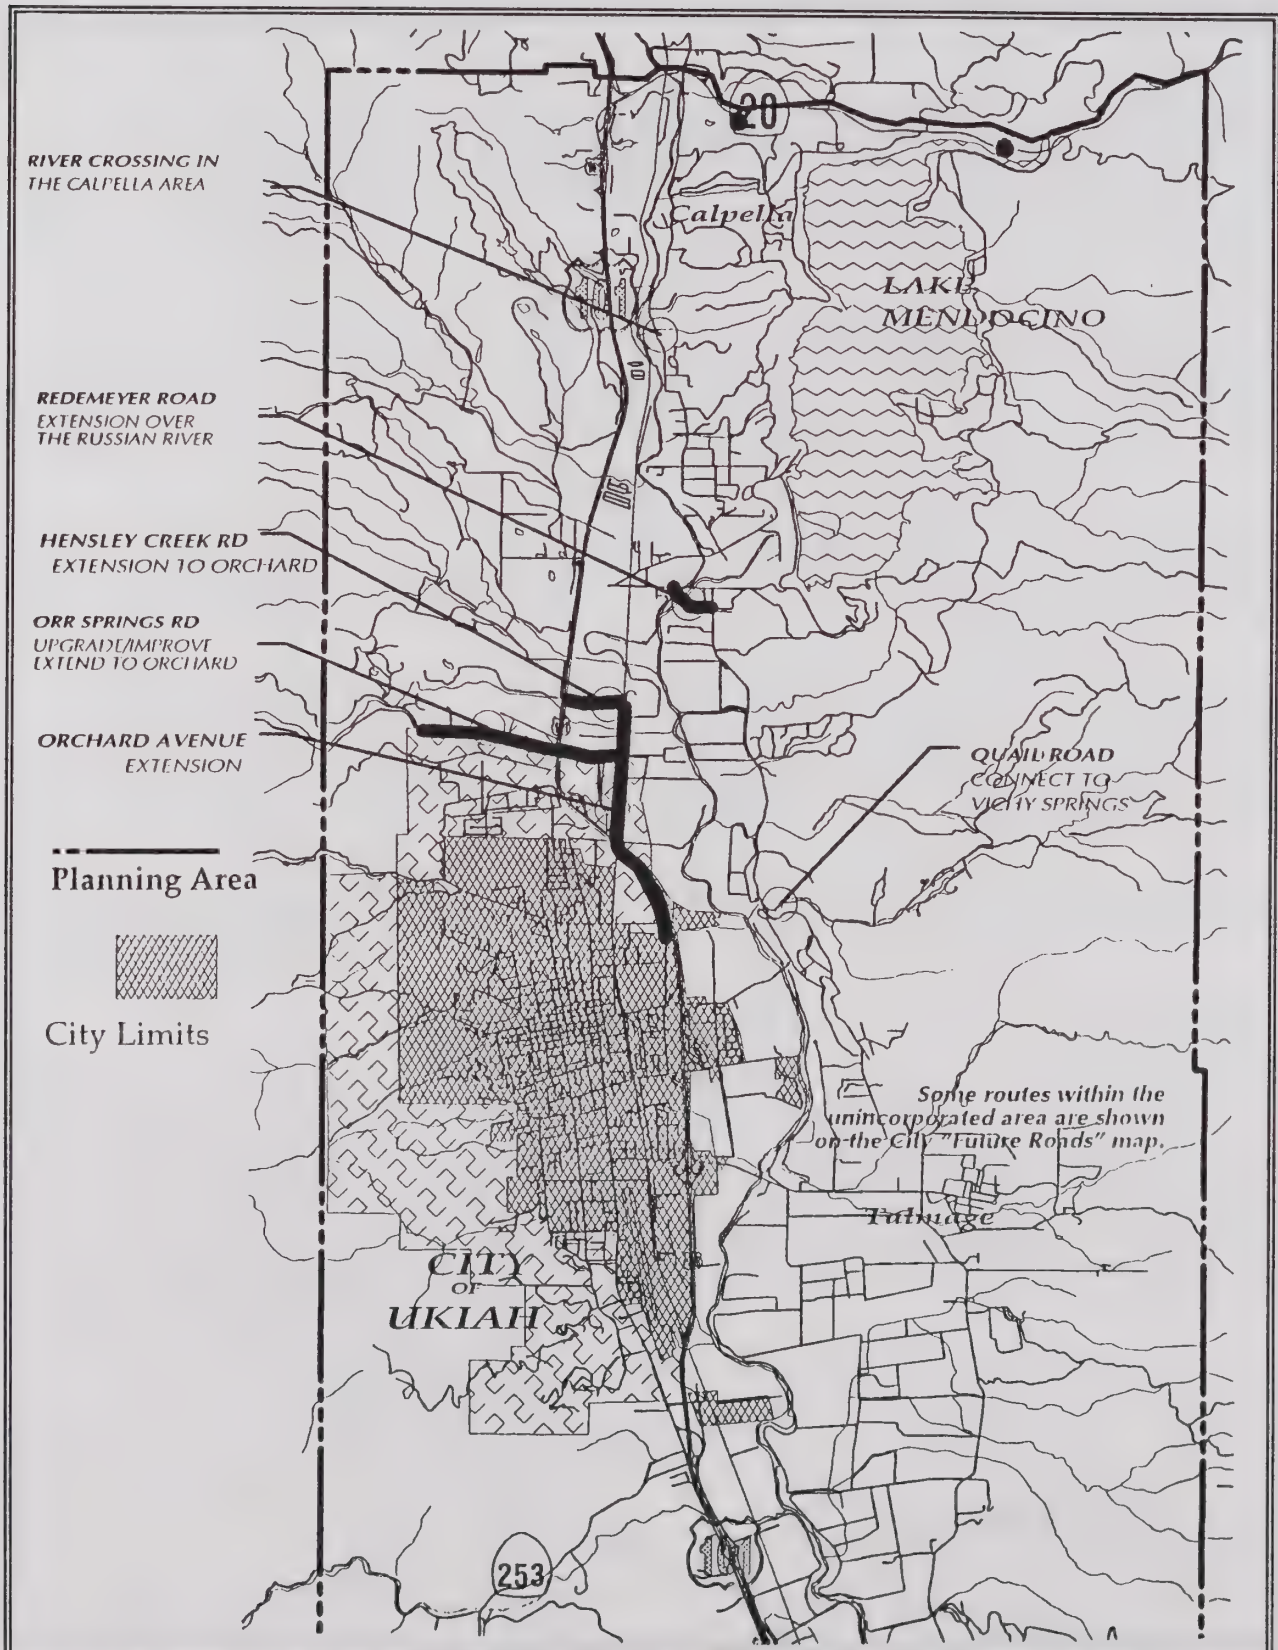 20
RIVER CROSSING IN
THE CALPELLA AREA
Calpella
LAKE
MENDOCINO
REDEMEYER ROAD
EXTENSION OVER
THE RUSSIAN RIVER
HENSLEY CREEK RD
EXTENSION TO ORCHARD
ORR SPRINGS RD
UPGRADE/IMPROVE
EXTEND TO ORCHARD
ORCHARD AVENUE
EXTENSION
QUAIL ROAD
CONNECT TO
VICHY SPRINGS
Planning Area
City Limits
Some routes within the
unincorporated area are shown
on the City "Future Roads" map.
Talmage
CITY
OF
UKIAH
253